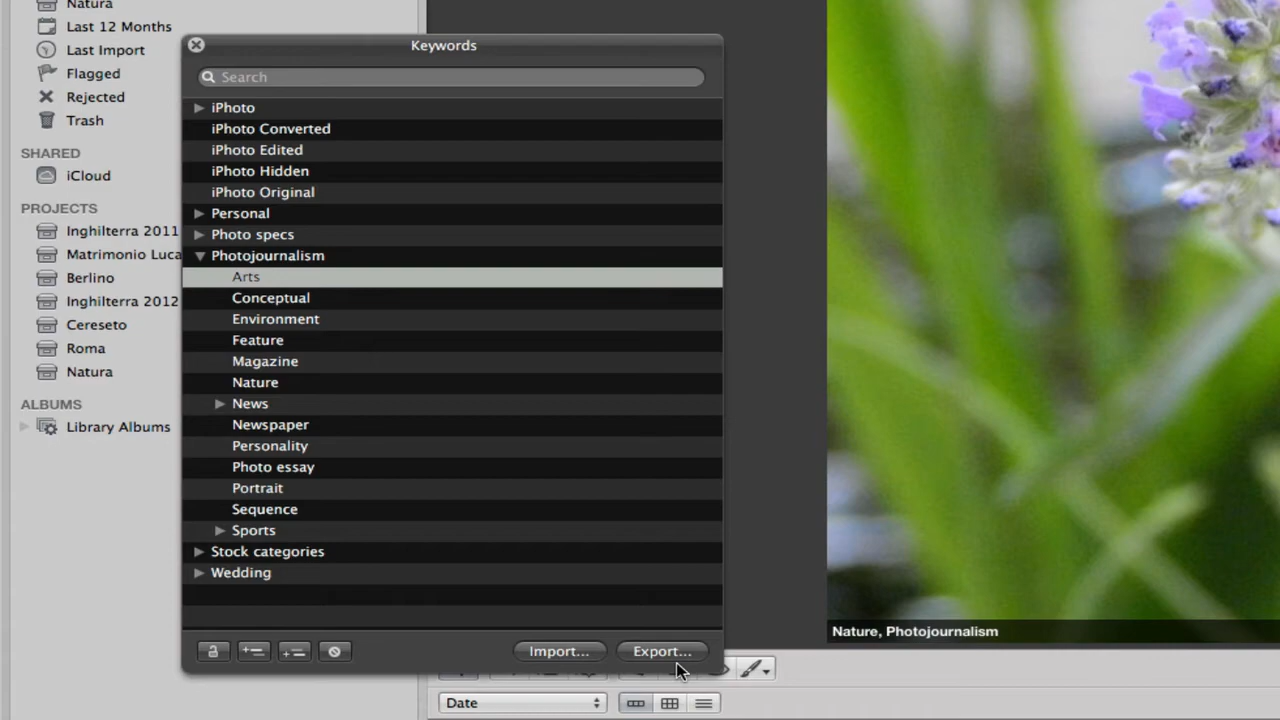 Natura
Last 12 Months
Last Import
Flagged
Rejected
Trash
SHARED
iCloud
PROJECTS
Inghilterra 2011
Matrimonio Luca
Berlino
Inghilterra 2012
Cereseto
Roma
Natura
ALBUMS
Library Albums
Keywords
Search
iPhoto
iPhoto Converted
iPhoto Edited
iPhoto Hidden
iPhoto Original
Personal
Photo specs
Photojournalism
Arts
Conceptual
Environment
Feature
Magazine
Nature
News
Newspaper
Personality
Photo essay
Portrait
Sequence
Sports
Stock categories
Wedding
Import...
Export...
Nature, Photojournalism
Date